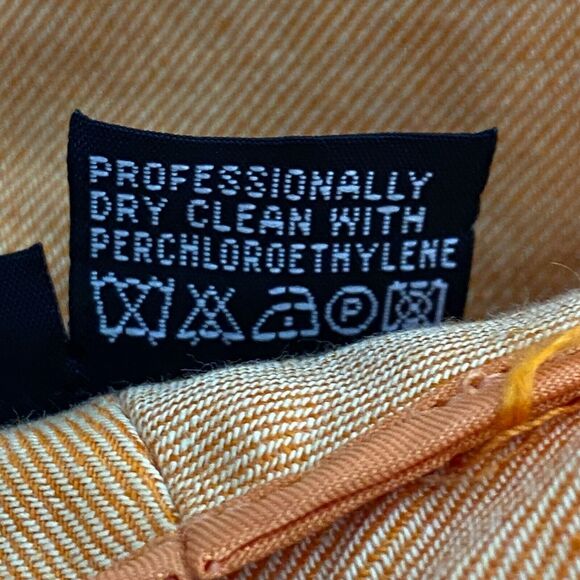 PROFESSIONALLY
DRY CLEAN WITH
PERCHLOROETHYLENE
P